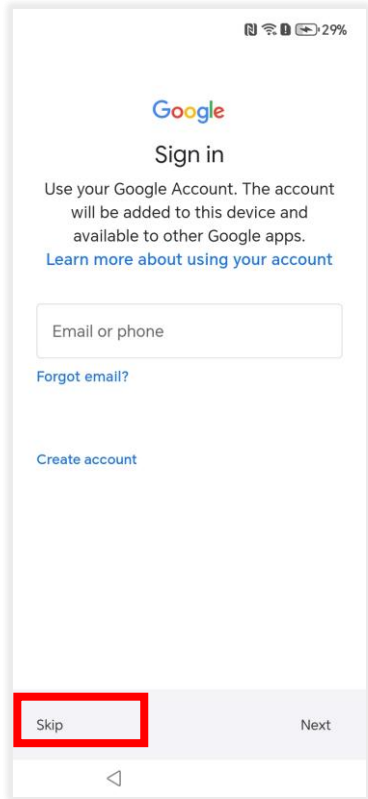 29%
Google
Sign in
Use your Google Account. The account
will be added to this device and
available to other Google apps.
Learn more about using your account
Email or phone
Forgot email?
Create account
Skip
Next